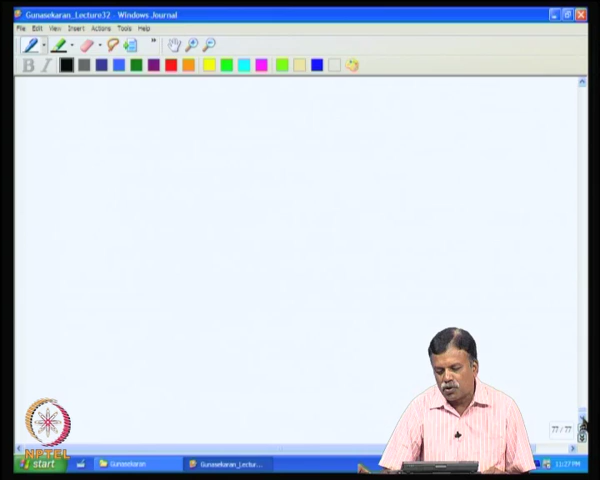 Gunasekaran_Lecture32 - Windows Journal
File Edit View Insert Actions Tools Help
B I
77 / 77
NPTEL
start Gunasekaran Gunasekaran_Lectur... 11:27 PM